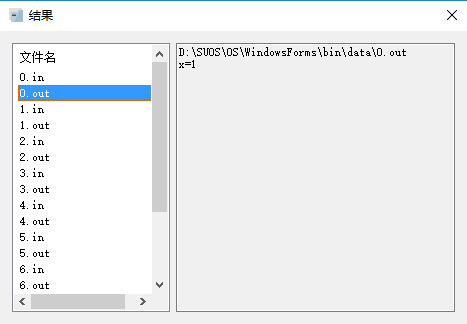 结果
文件名
0.in
0.out
1.in
1.out
2.in
2.out
3.in
3.out
4.in
4.out
5.in
5.out
6.in
6.out
D:\SUOS\OS\WindowsForms\bin\data\0.out
x=1